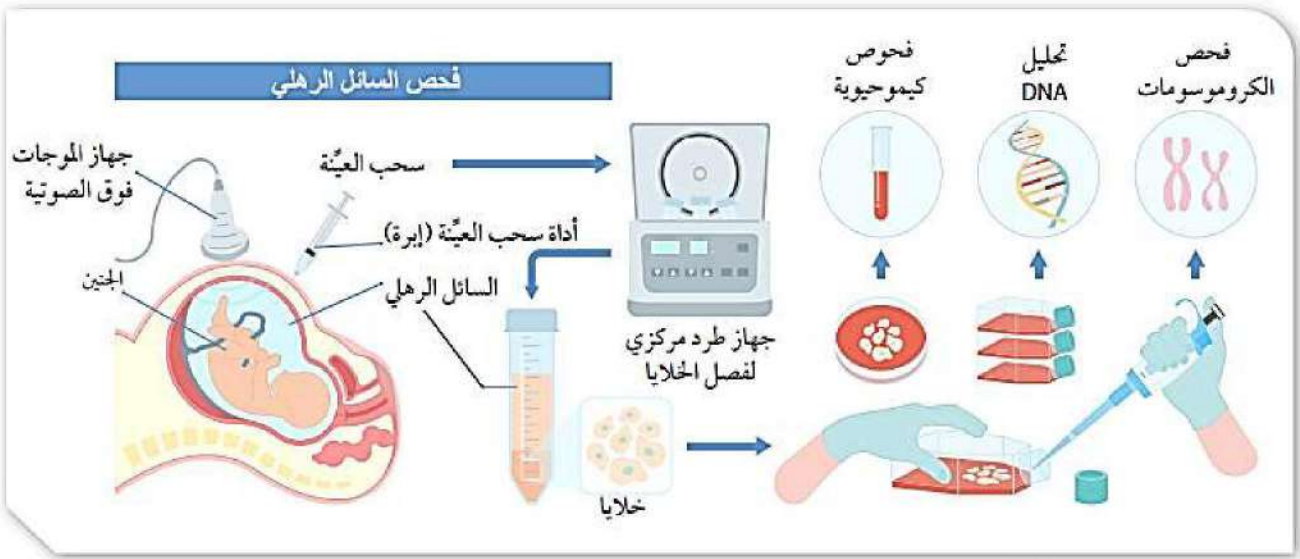 فحص السائل الرهلي
جهاز الموجات
فوق الصوتية
سحب العيِّنة
أداة سحب العيِّنة (إبرة)
الجنين
السائل الرهلي
جهاز طرد مركزي
لفصل الخلايا
خلايا
فحص
الكروموسومات
تحليل
DNA
فحوص
كيموحيوية